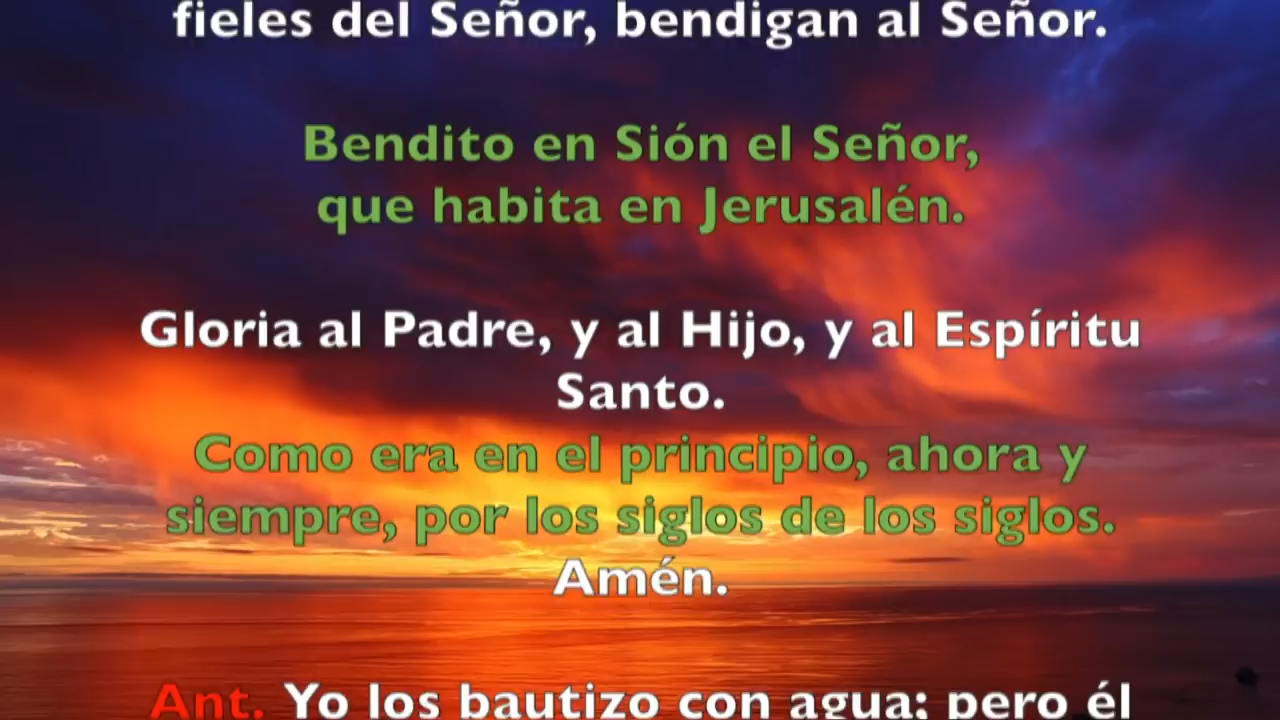 fieles del Señor, bendigan al Señor.
Bendito en Sión el Señor,
que habita en Jerusalén.
Gloria al Padre, y al Hijo, y al Espíritu
Santo.
Como era en el principio, ahora y
siempre, por los siglos de los siglos.
Amén.
Ant. Yo los bautizo con agua; pero él